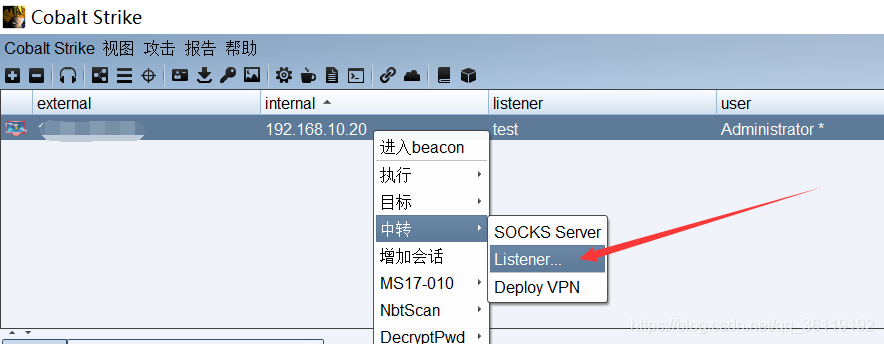 Cobalt Strike
Cobalt Strike 视图 攻击 报告 帮助
external internal listener user
192.168.10.20 test Administrator *
进入beacon
执行
目标
中转
SOCKS Server
Listener...
Deploy VPN
增加会话
MS17-010
NbtScan
DecryptPwd
https://blog.csdn.net/qq_36119192